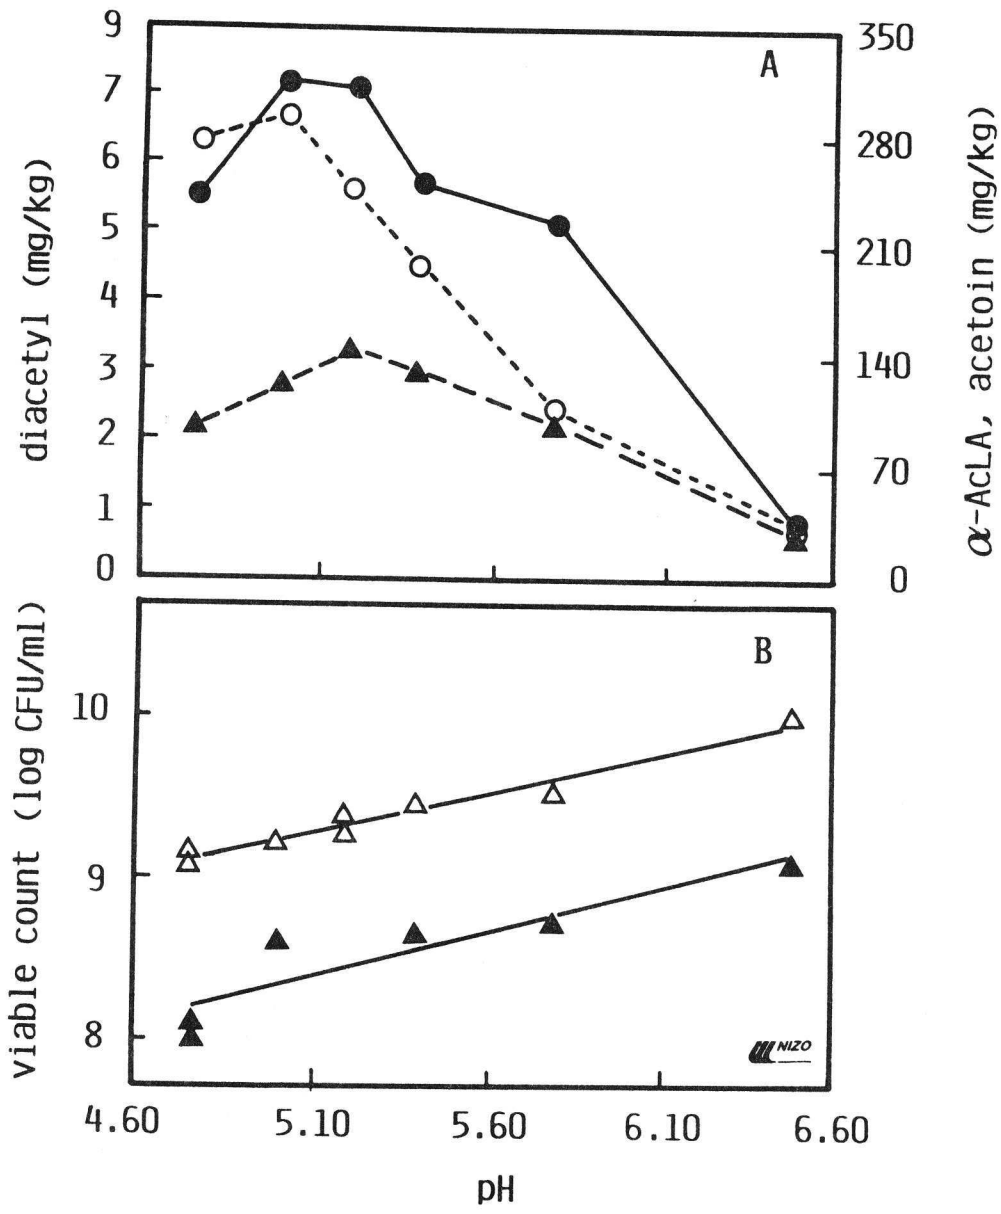 9
8
7
6
5
4
3
2
1
0
diacetyl (mg/kg)
A
350
280
210
140
70
0
α-AcLA, acetoin (mg/kg)
B
10
9
8
viable count (log CFU/ml)
NIZO
4.60 5.10 5.60 6.10 6.60
pH